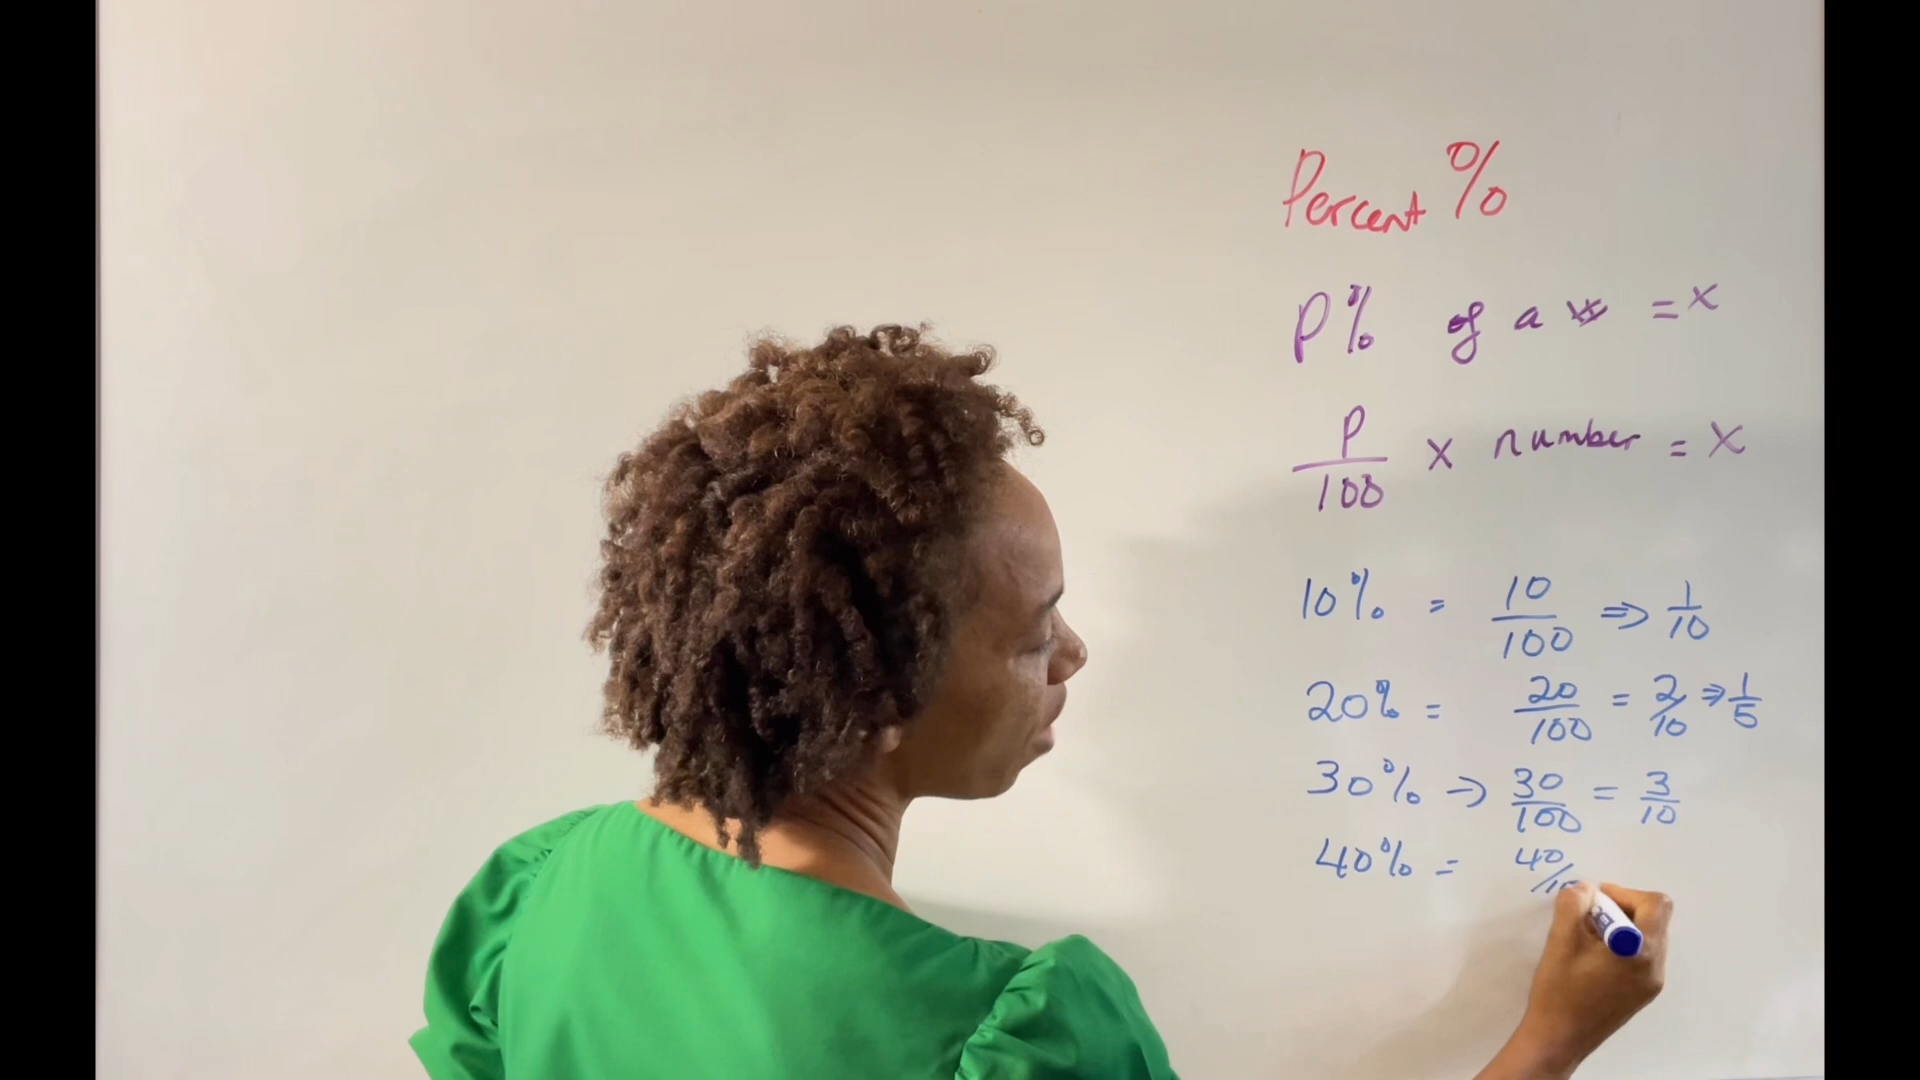 Percent %
P% of a # = x
P/100 x number = x
10% = 10/100 ⇒ 1/10
20% = 20/100 = 2/10 ⇒ 1/5
30% → 30/100 = 3/10
40% = 40/10